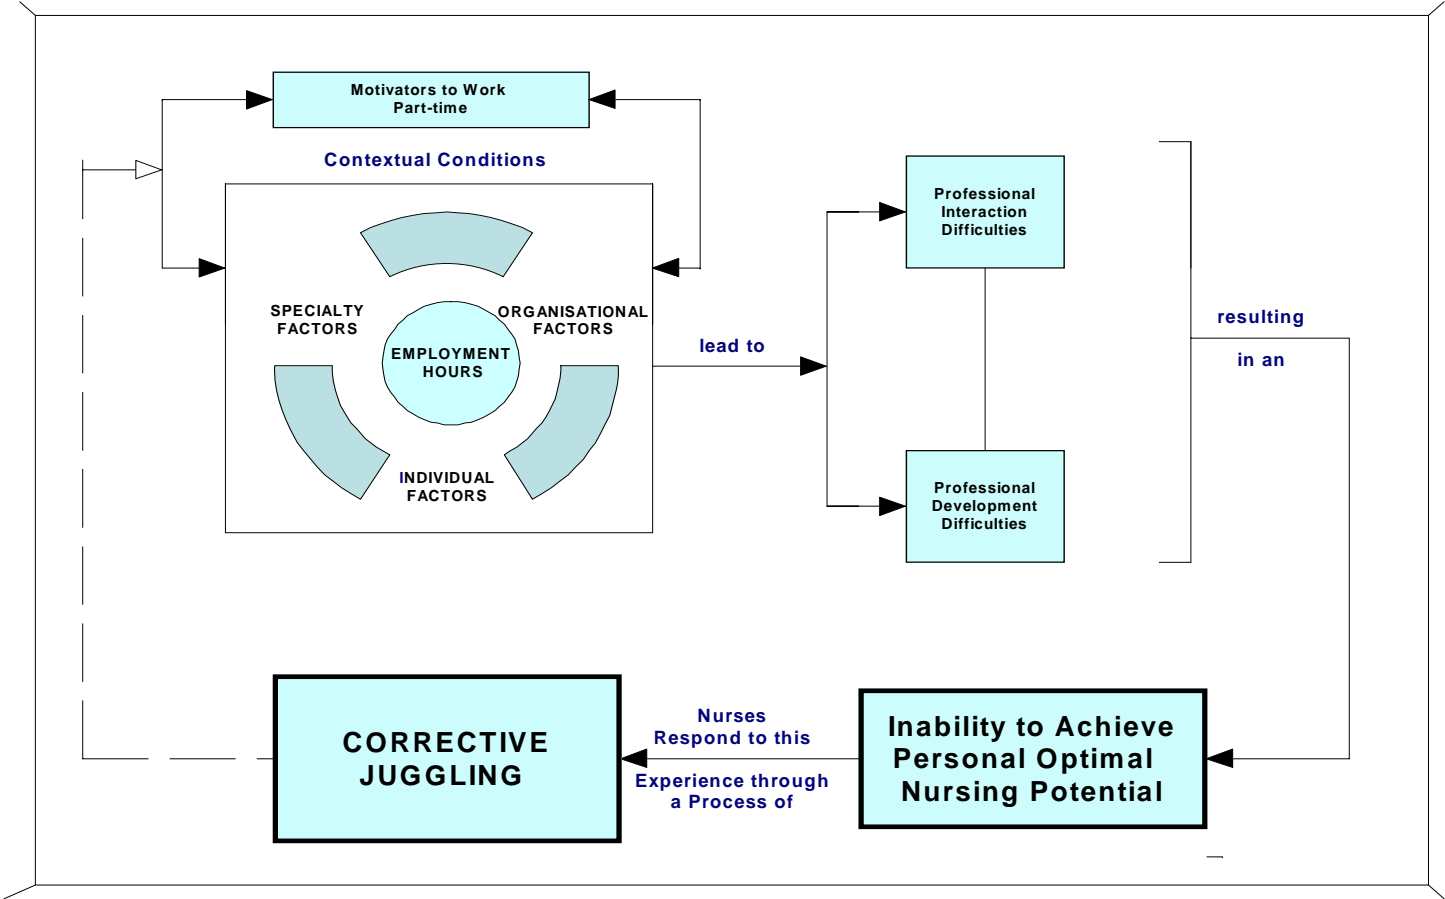 Motivators to Work
Part-time
Contextual Conditions
SPECIALTY
FACTORS
ORGANISATIONAL
FACTORS
EMPLOYMENT
HOURS
INDIVIDUAL
FACTORS
lead to
Professional
Interaction
Difficulties
Professional
Development
Difficulties
resulting
in an
Inability to Achieve
Personal Optimal
Nursing Potential
Nurses
Respond to this
Experience through
a Process of
CORRECTIVE
JUGGLING